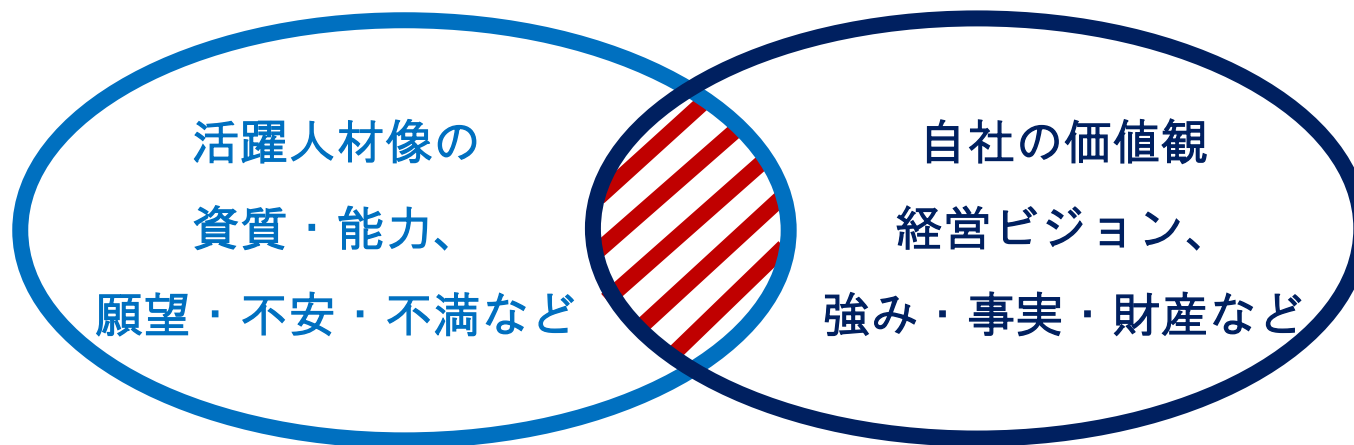 活躍人材像の
資質・能力、
願望・不安・不満など
自社の価値観
経営ビジョン、
強み・事実・財産など